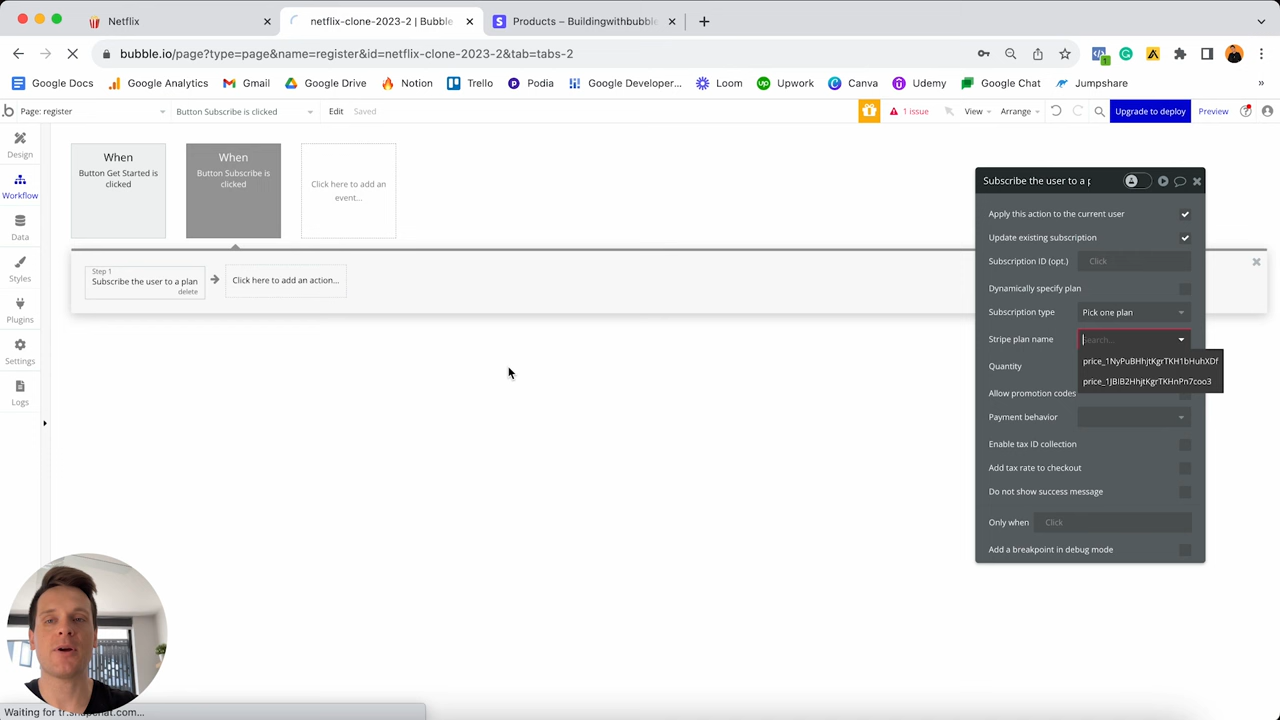 Netflix
netflix-clone-2023-2 | Bubble
Products – Buildingwithbubble
bubble.io/page?type=page&name=register&id=netflix-clone-2023-2&tab=tabs-2
1
Google Docs
Google Analytics
Gmail
Google Drive
Notion
Trello
Podia
Google Developer...
Loom
Upwork
Canva
Udemy
Google Chat
Jumpshare
Page: register
Button Subscribe is clicked
Edit
Saved
1 issue
View
Arrange
Upgrade to deploy
Preview
Design
Workflow
Data
Styles
Plugins
Settings
Logs
When
Button Get Started is
clicked
When
Button Subscribe is
clicked
Click here to add an
event...
Step 1
Subscribe the user to a plan
delete
Click here to add an action...
Subscribe the user to a p
Apply this action to the current user
Update existing subscription
Subscription ID (opt.)
Click
Dynamically specify plan
Subscription type
Pick one plan
Stripe plan name
Search...
price_1NyPuBHhjtKgrTKH1bHuhXDf
price_1JBlB2HhjtKgrTKHnPn7coo3
Quantity
Allow promotion codes
Payment behavior
Enable tax ID collection
Add tax rate to checkout
Do not show success message
Only when
Click
Add a breakpoint in debug mode
Waiting for tr.snapchat.com...